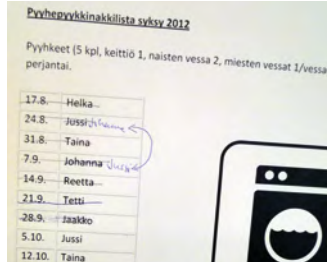 Pyyhepyykkinakkilista syksy 2012
Pyyhkeet (5 kpl, keittiö 1, naisten vessa 2, miesten vessat 1/vessa
perjantai.
17.8. Helka
24.8. Jussi Johanna
31.8. Taina
7.9. Johanna Jussi
14.9. Reetta
21.9. Tetti
28.9. Jaakko
5.10. Jussi
12.10. Taina